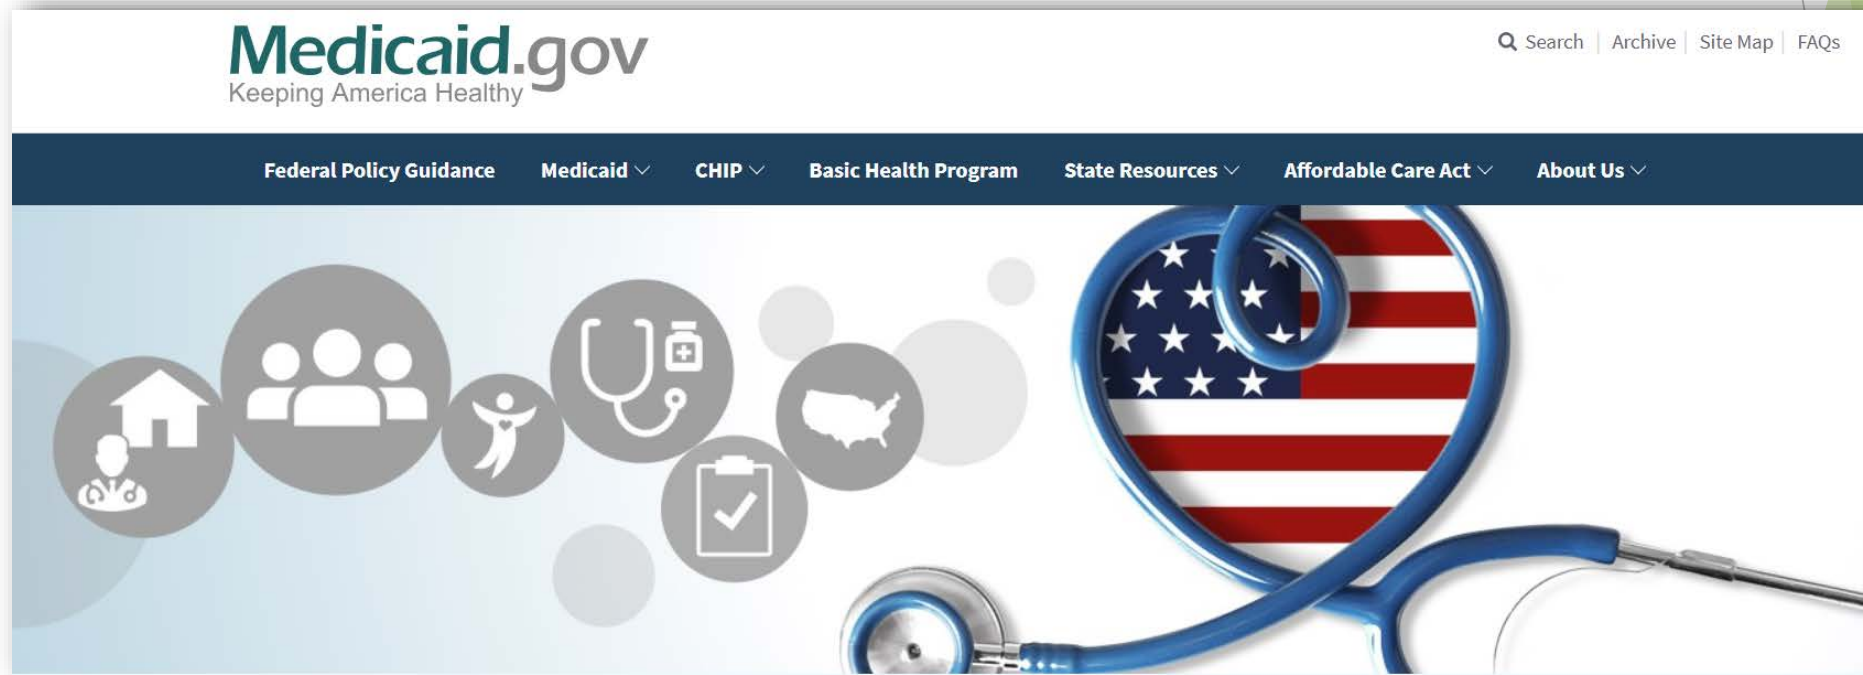 Medicaid.gov
Keeping America Healthy
Search | Archive | Site Map | FAQs
Federal Policy Guidance Medicaid CHIP Basic Health Program State Resources Affordable Care Act About Us